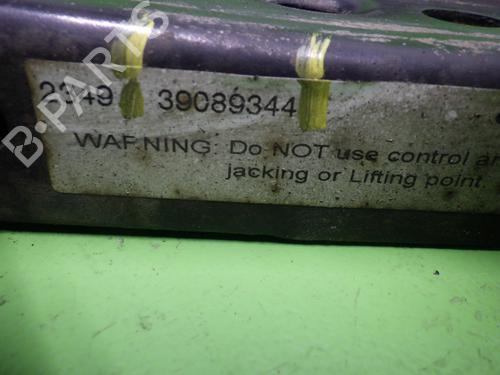 B-PARTS
2349 39089344
WARNING: Do NOT use control a
jacking or Lifting point